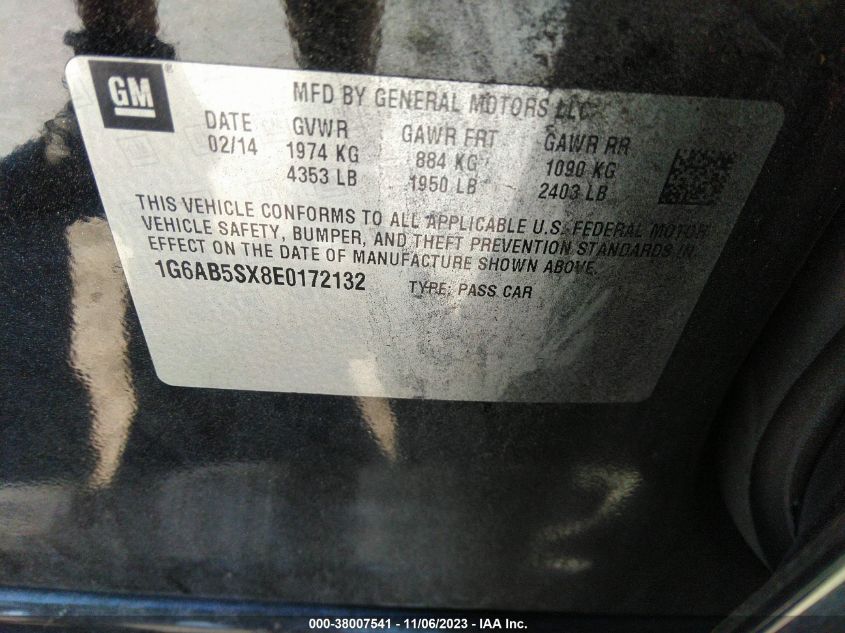 GM®
MFD BY GENERAL MOTORS LLC
DATE GVWR GAWR FRT GAWR RR
02/14 1974 KG 884 KG 1090 KG
4353 LB 1950 LB 2403 LB
THIS VEHICLE CONFORMS TO ALL APPLICABLE U.S. FEDERAL MOTOR
VEHICLE SAFETY, BUMPER, AND THEFT PREVENTION STANDARDS IN
EFFECT ON THE DATE OF MANUFACTURE SHOWN ABOVE.
1G6AB5SX8E0172132 TYPE: PASS CAR
000-38007541 - 11/06/2023 - IAA Inc.